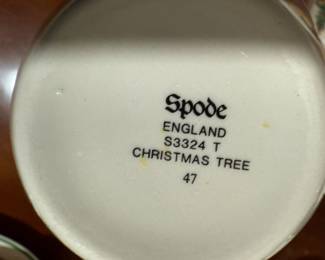 Spode
ENGLAND
S3324 T
CHRISTMAS TREE
47